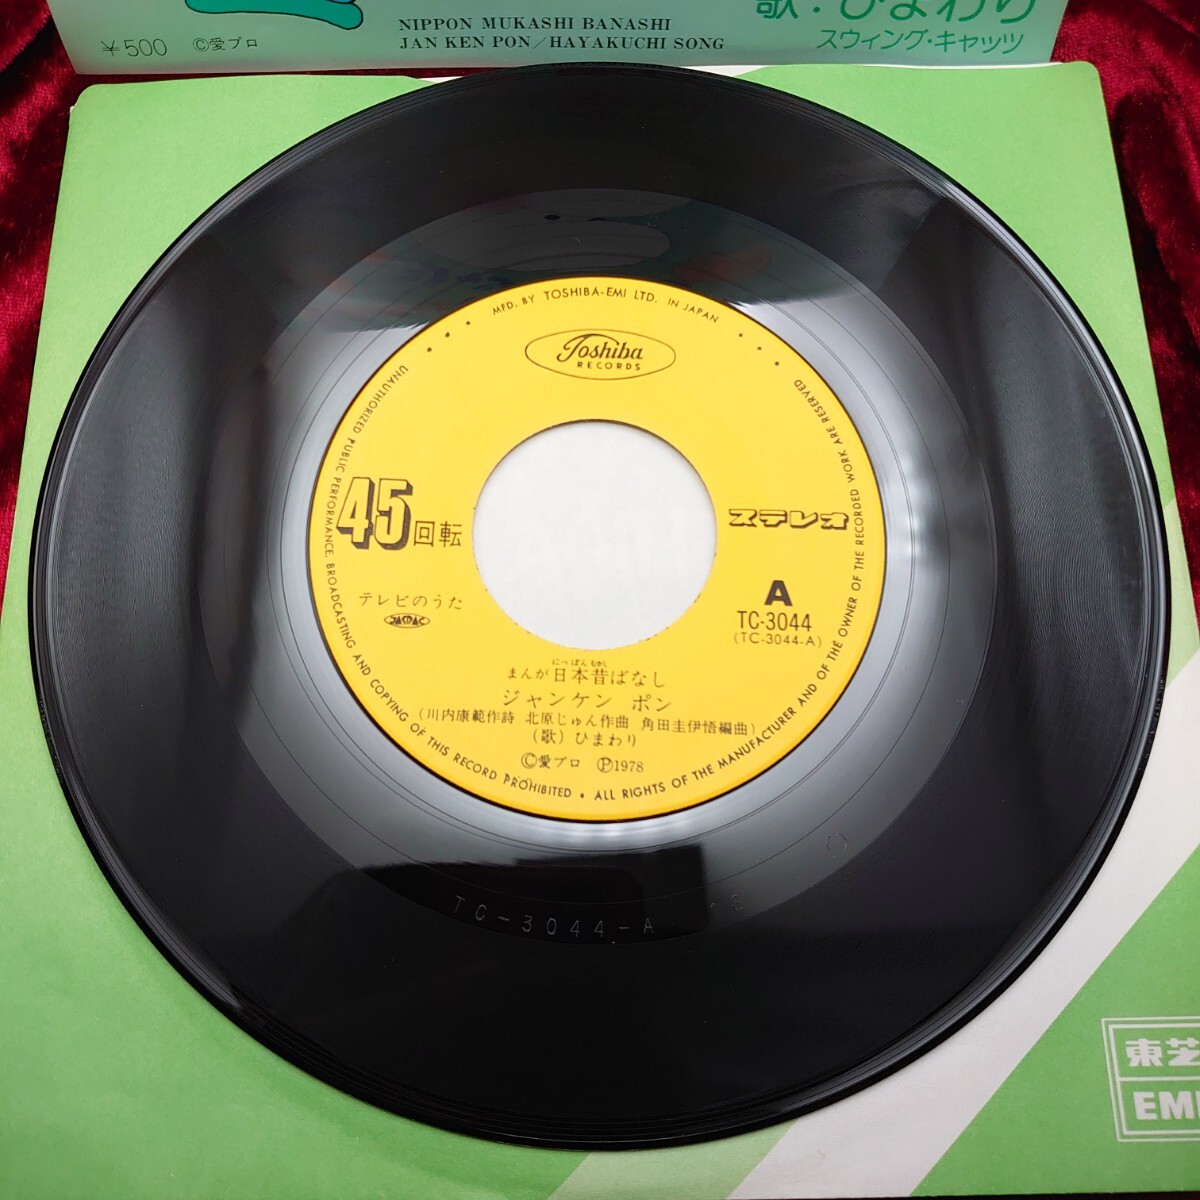 NIPPON MUKASHI BANASHI
JAN KEN PON/HAYAKUCHI SONG
¥500 ©愛プロ
歌・ひまわり
スウィング・キャッツ
MFD. BY TOSHIBA-EMI LTD. IN JAPAN
Toshiba
RECORDS
UNAUTHORIZED PUBLIC PERFORMANCE, BROADCASTING AND COPYING OF THIS RECORD PROHIBITED • ALL RIGHTS OF THE MANUFACTURER AND OF THE OWNER OF THE RECORDED WORK ARE RESERVED
45回転
ステレオ
テレビのうた
JASRAC
A
TC-3044
(TC-3044-A)
にっぽんむかし
まんが日本昔ばなし
ジャンケン ポン
(川内康範作詩 北原じゅん作曲 角田圭伊悟編曲)
(歌)ひまわり
©愛プロ ℗1978
TC-3044-A
東芝
EMI